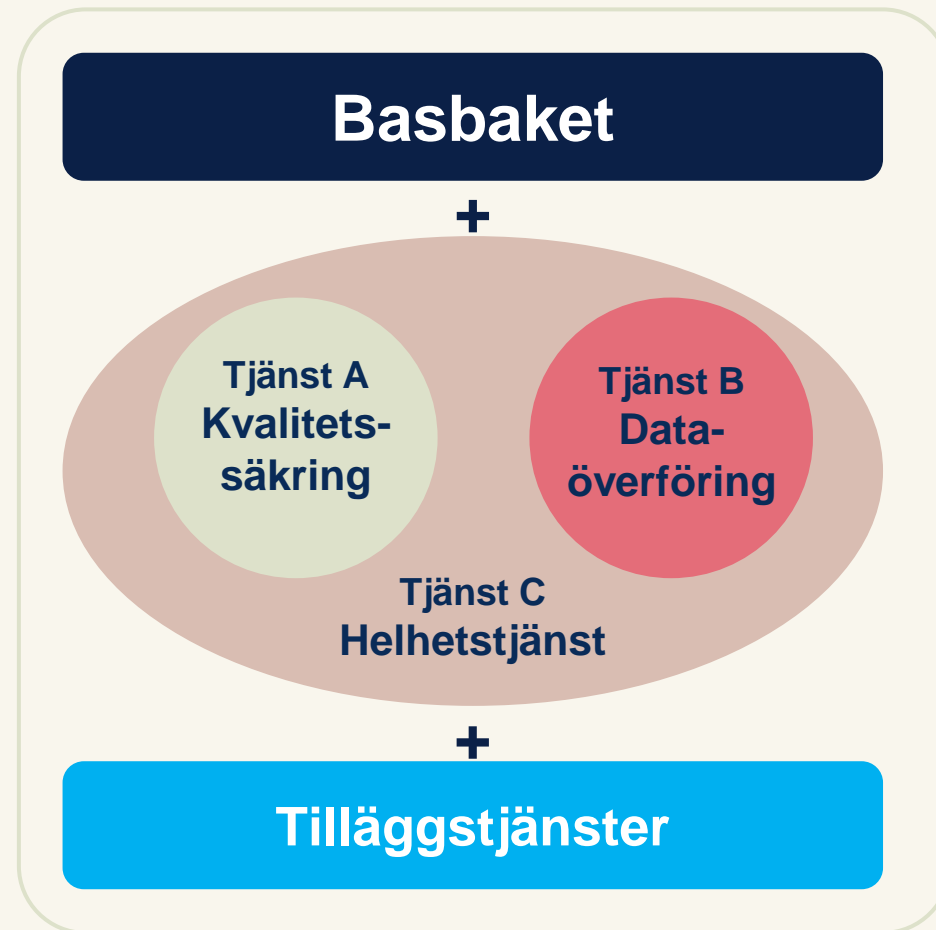 Basbaket
+
Tjänst A
Kvalitets-
säkring
Tjänst B
Data-
överföring
Tjänst C
Helhetstjänst
+
Tilläggstjänster